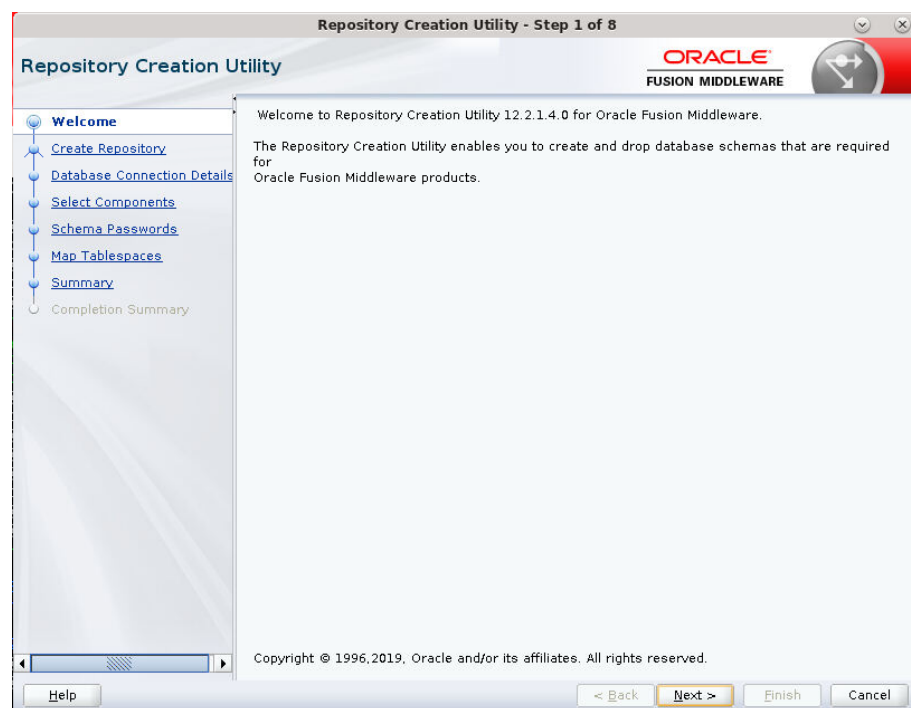 Repository Creation Utility - Step 1 of 8
Repository Creation Utility
ORACLE
FUSION MIDDLEWARE
Welcome
Create Repository
Database Connection Details
Select Components
Schema Passwords
Map Tablespaces
Summary
Completion Summary
Welcome to Repository Creation Utility 12.2.1.4.0 for Oracle Fusion Middleware.
The Repository Creation Utility enables you to create and drop database schemas that are required
for
Oracle Fusion Middleware products.
Copyright © 1996,2019, Oracle and/or its affiliates. All rights reserved.
Help
< Back
Next >
Finish
Cancel